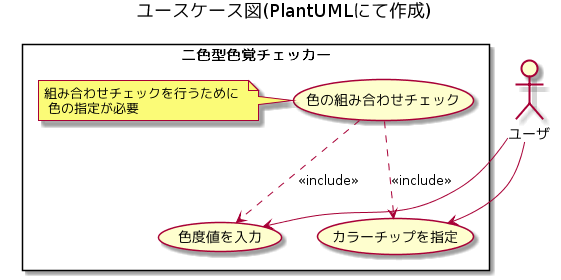 ユースケース図(PlantUMLにて作成)
二色型色覚チェッカー
組み合わせチェックを行うために
色の指定が必要
色の組み合わせチェック
ユーザ
«include»
«include»
色度値を入力
カラーチップを指定